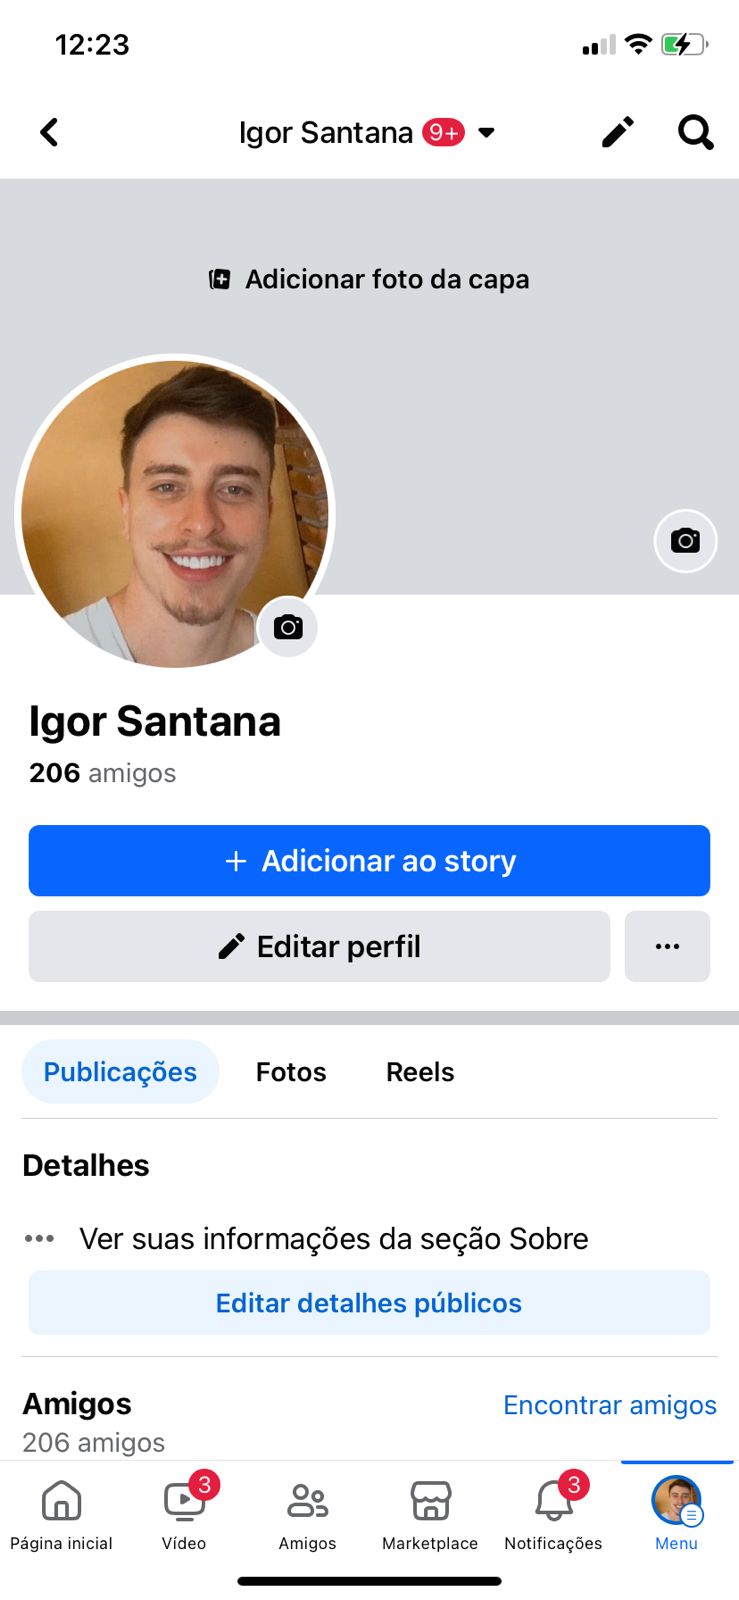 12:23
Igor Santana 9+
Adicionar foto da capa
Igor Santana
206 amigos
+ Adicionar ao story
Editar perfil
Publicações Fotos Reels
Detalhes
Ver suas informações da seção Sobre
Editar detalhes públicos
Amigos Encontrar amigos
206 amigos
3 3
Página inicial Vídeo Amigos Marketplace Notificações Menu